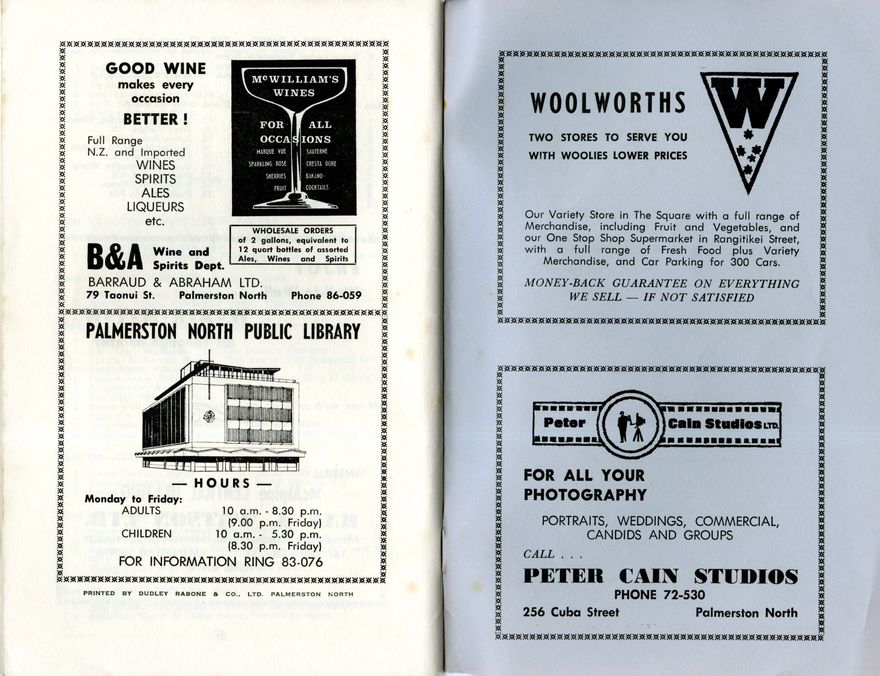 GOOD WINE
makes every
occasion
BETTER !
Full Range
N.Z. and Imported
WINES
SPIRITS
ALES
LIQUEURS
etc.
McWILLIAM'S
WINES
FOR ALL
OCCASIONS
MARQUE VUE SAUTERNE
SPARKLING ROSE CRESTA DORE
SHERRIES BAKANO
FRUIT COCKTAILS
WHOLESALE ORDERS
of 2 gallons, equivalent to
12 quart bottles of assorted
Ales, Wines and Spirits
B&A Wine and
Spirits Dept.
BARRAUD & ABRAHAM LTD.
79 Taonui St. Palmerston North Phone 86-059
PALMERSTON NORTH PUBLIC LIBRARY
— HOURS —
Monday to Friday:
ADULTS 10 a.m. - 8.30 p.m.
(9.00 p.m. Friday)
CHILDREN 10 a.m. - 5.30 p.m.
(8.30 p.m. Friday)
FOR INFORMATION RING 83-076
PRINTED BY DUDLEY RABONE & CO., LTD. PALMERSTON NORTH
WOOLWORTHS
W
TWO STORES TO SERVE YOU
WITH WOOLIES LOWER PRICES
Our Variety Store in The Square with a full range of
Merchandise, including Fruit and Vegetables, and
our One Stop Shop Supermarket in Rangitikei Street,
with a full range of Fresh Food plus Variety
Merchandise, and Car Parking for 300 Cars.
MONEY-BACK GUARANTEE ON EVERYTHING
WE SELL — IF NOT SATISFIED
Peter Cain Studios LTD.
FOR ALL YOUR
PHOTOGRAPHY
PORTRAITS, WEDDINGS, COMMERCIAL,
CANDIDS AND GROUPS
CALL . . .
PETER CAIN STUDIOS
PHONE 72-530
256 Cuba Street Palmerston North